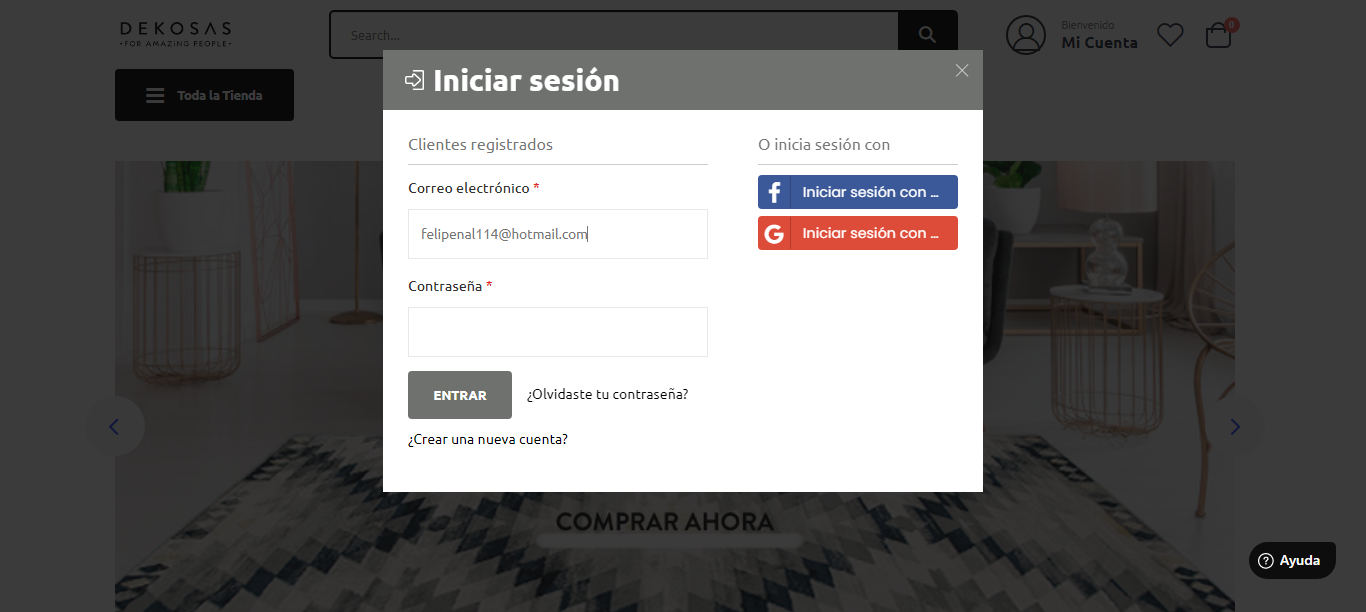 DEKOSAS
•FOR AMAZING PEOPLE•
Search...
Bienvenido
Mi Cuenta
0
Toda la Tienda
Iniciar sesión
Clientes registrados
Correo electrónico *
felipenal114@hotmail.com
Contraseña *
ENTRAR
¿Olvidaste tu contraseña?
¿Crear una nueva cuenta?
O inicia sesión con
Iniciar sesión con ...
Iniciar sesión con ...
COMPRAR AHORA
Ayuda